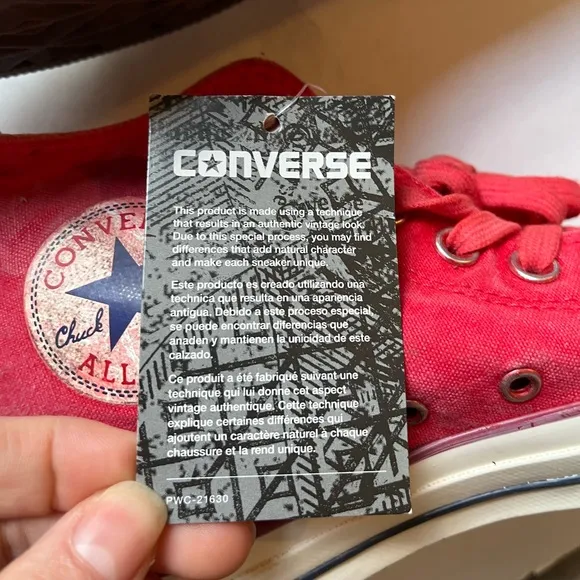 CONVERSE
This product is made using a technique
that results in an authentic vintage look.
Due to this special process, you may find
differences that add natural character
and make each sneaker unique.
Este producto es creado utilizando una
technica que resulta en una apariencia
antigua. Debido a este proceso especial,
se puede encontrar diferencias que
anaden y mantienen la unicidad de este
calzado.
Ce produit a été fabriqué suivant une
technique qui lui donne cet aspect
vintage authentique. Cette technique
explique certaines différences qui
ajoutent un caractère naturel à chaque
chaussure et la rend unique.
PWC-21630
CONVE
Chuck
ALL